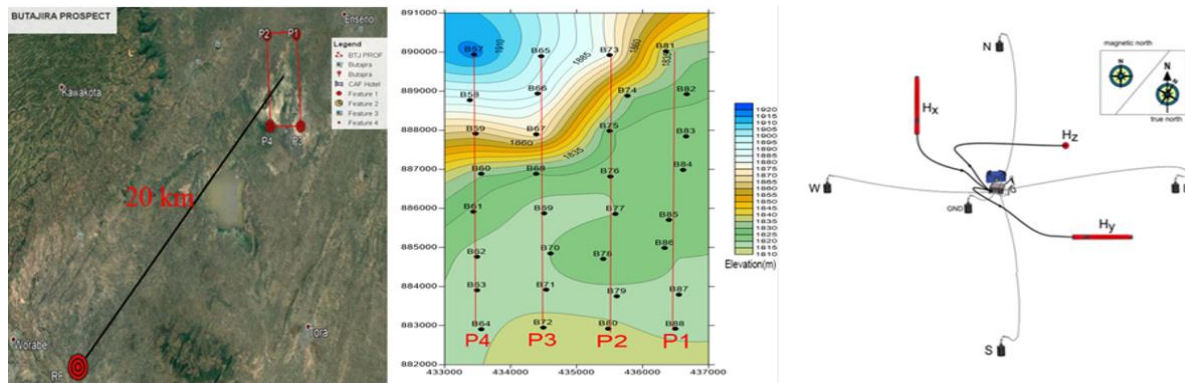 BUTAJIRA PROSPECT
Enseno
P2
P1
Legend
BTJ PROF
Butajira
Butajira
CAF Hotel
Feature 1
Feature 2
Feature 3
Feature 4
Kawakota
P4
20 km
Worabe
891000
890000
889000
888000
887000
886000
885000
884000
883000
882000
433000
434000
435000
436000
437000
B57
B65
B73
B81
1910
1885
1860
1835
B58
B66
B74
B82
B59
B67
B75
B83
1860
1835
B60
B68
B76
B84
B61
B69
B77
B85
B62
B70
B76
B86
B63
B71
B79
B87
B64
B72
B80
B88
P4
P3
P2
P1
1920
1915
1910
1905
1900
1895
1890
1885
1880
1875
1870
1865
1860
1855
1850
1845
1840
1835
1830
1825
1820
1815
1810
Elevation(m)
N
magnetic north
N
N
true north
Hx
Hz
W
GND
Hy
S